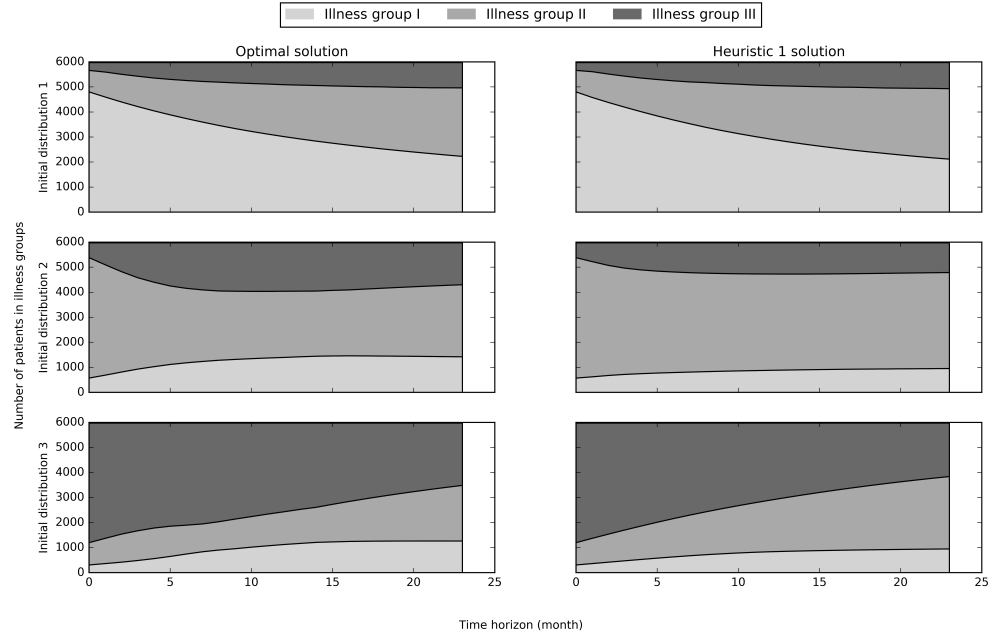 Illness group I Illness group II Illness group III
Optimal solution
Heuristic 1 solution
Number of patients in illness groups
Initial distribution 1
6000
5000
4000
3000
2000
1000
0
Initial distribution 2
6000
5000
4000
3000
2000
1000
0
Initial distribution 3
6000
5000
4000
3000
2000
1000
0
0 5 10 15 20 25
0 5 10 15 20 25
Time horizon (month)